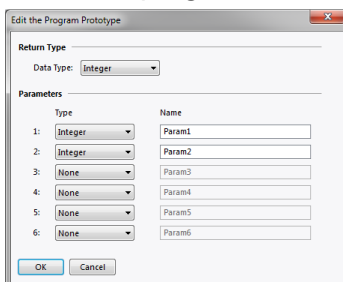 Edit the Program Prototype
Return Type
Data Type: Integer
Parameters
Type Name
1: Integer Param1
2: Integer Param2
3: None Param3
4: None Param4
5: None Param5
6: None Param6
OK Cancel